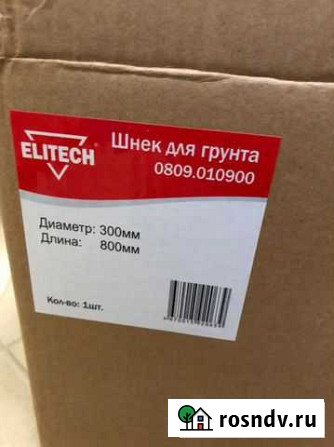 ELITECH
Шнек для грунта
0809.010900
Диаметр: 300мм
Длина: 800мм
Кол-во: 1шт.
rosndv.ru